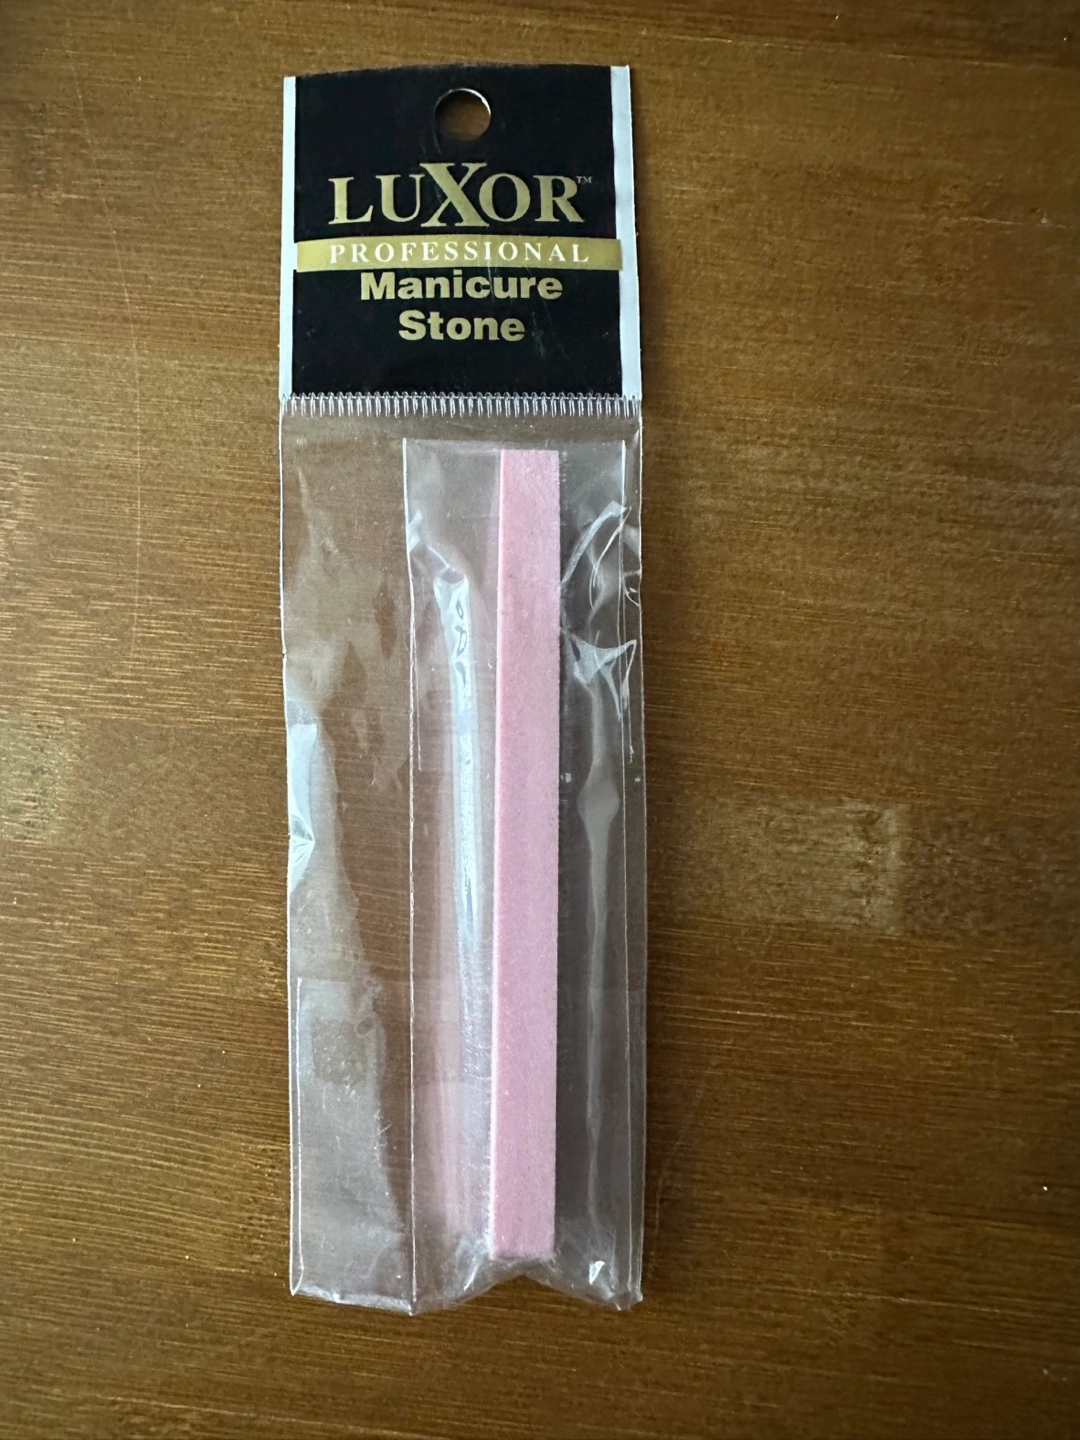 LUXOR™
PROFESSIONAL
Manicure
Stone